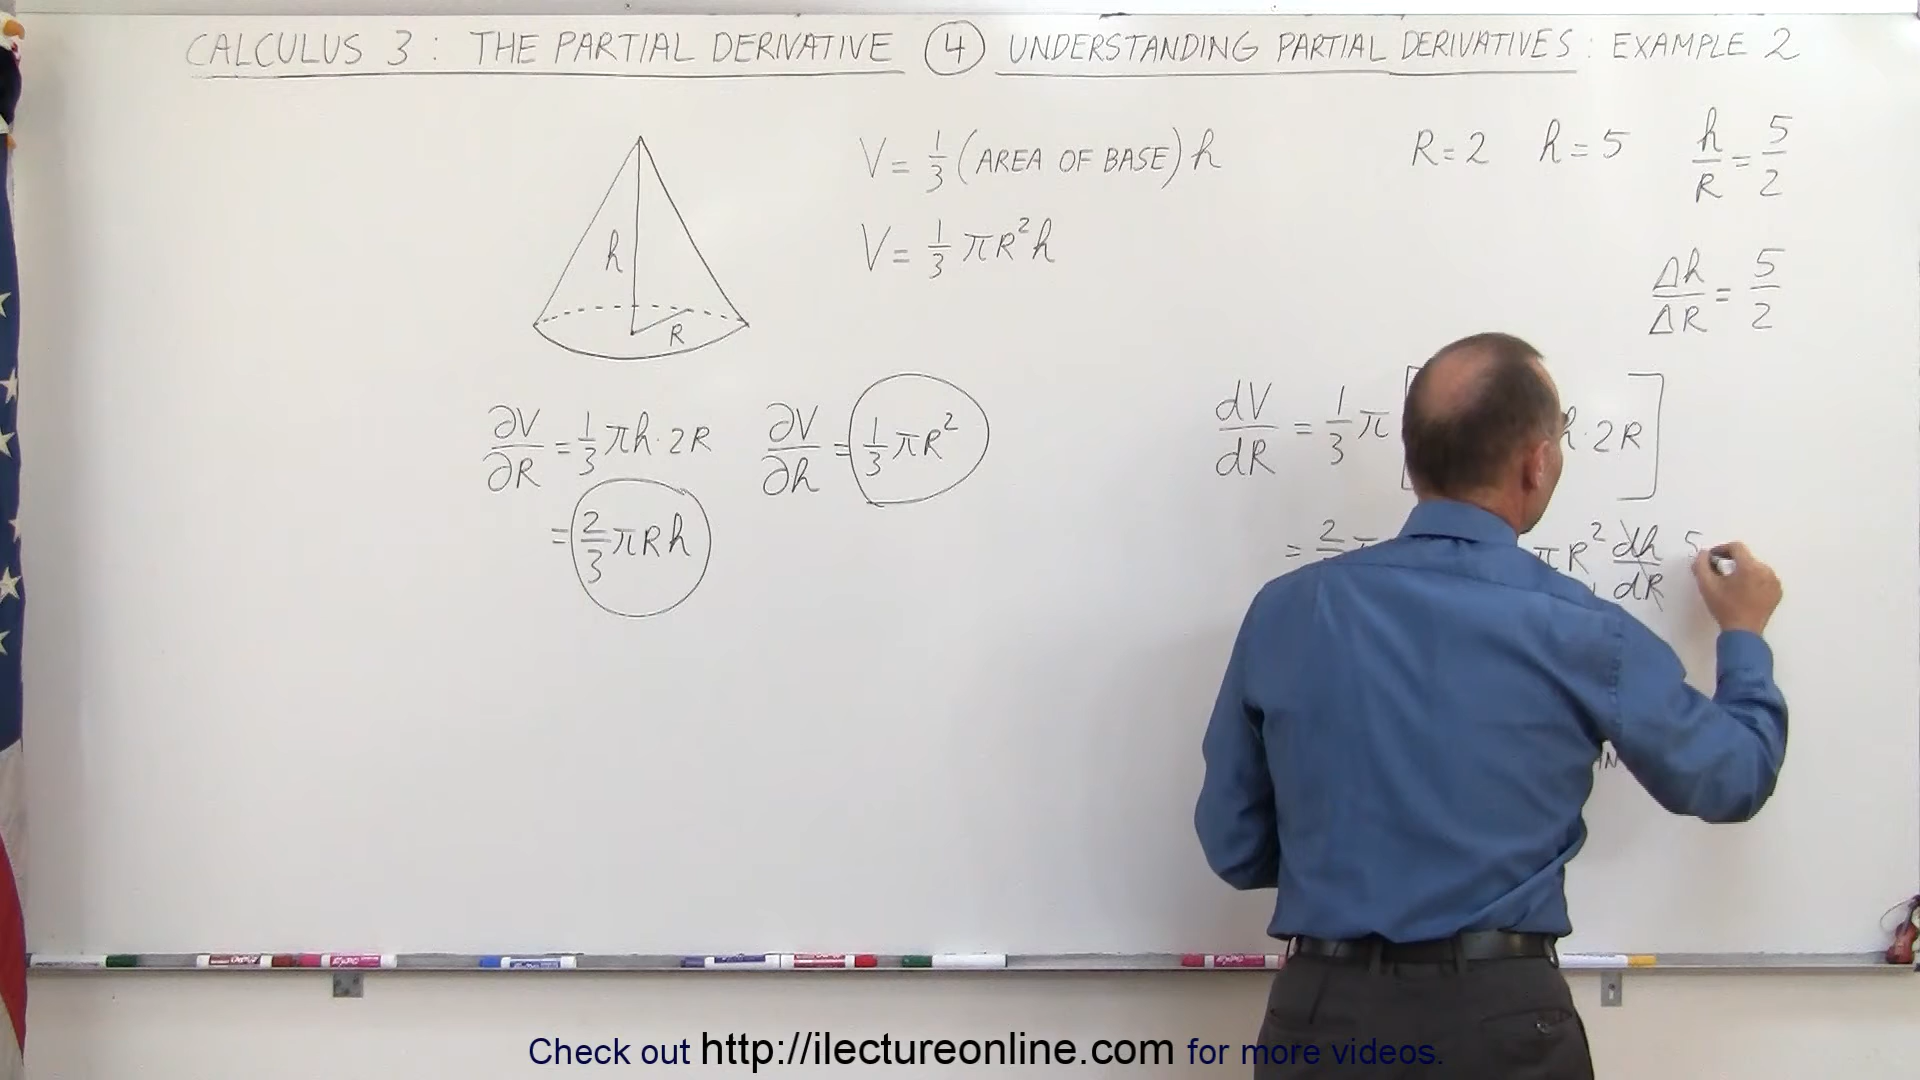 CALCULUS 3 : THE PARTIAL DERIVATIVE ④ UNDERSTANDING PARTIAL DERIVATIVES : EXAMPLE 2
V = 1/3 (AREA OF BASE) h
V = 1/3 πR²h
R = 2 h = 5 h/R = 5/2
Δh/ΔR = 5/2
h
R
∂V/∂R = 1/3 πh · 2R
= 2/3 πRh
∂V/∂h = 1/3 πR²
dV/dR = 1/3 π [ · 2R ]
= 2 πR² dh/dR 5
Check out http://ilectureonline.com for more videos.